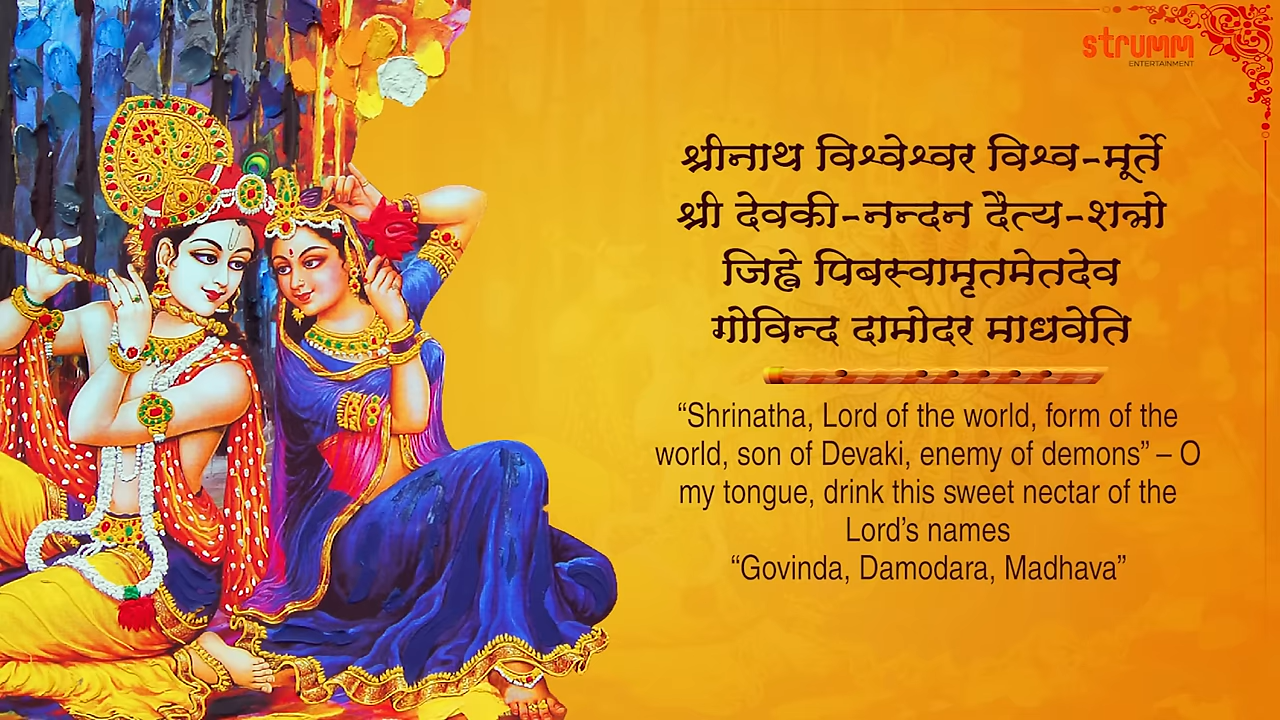 strumm
ENTERTAINMENT
श्रीनाथ विश्वेश्वर विश्व-मूर्ते
श्री देवकी-नन्दन दैत्य-शत्रो
जिह्वे पिबस्वामृतमेतदेव
गोविन्द दामोदर माधवेति
“Shrinatha, Lord of the world, form of the
world, son of Devaki, enemy of demons” – O
my tongue, drink this sweet nectar of the
Lord’s names
“Govinda, Damodara, Madhava”